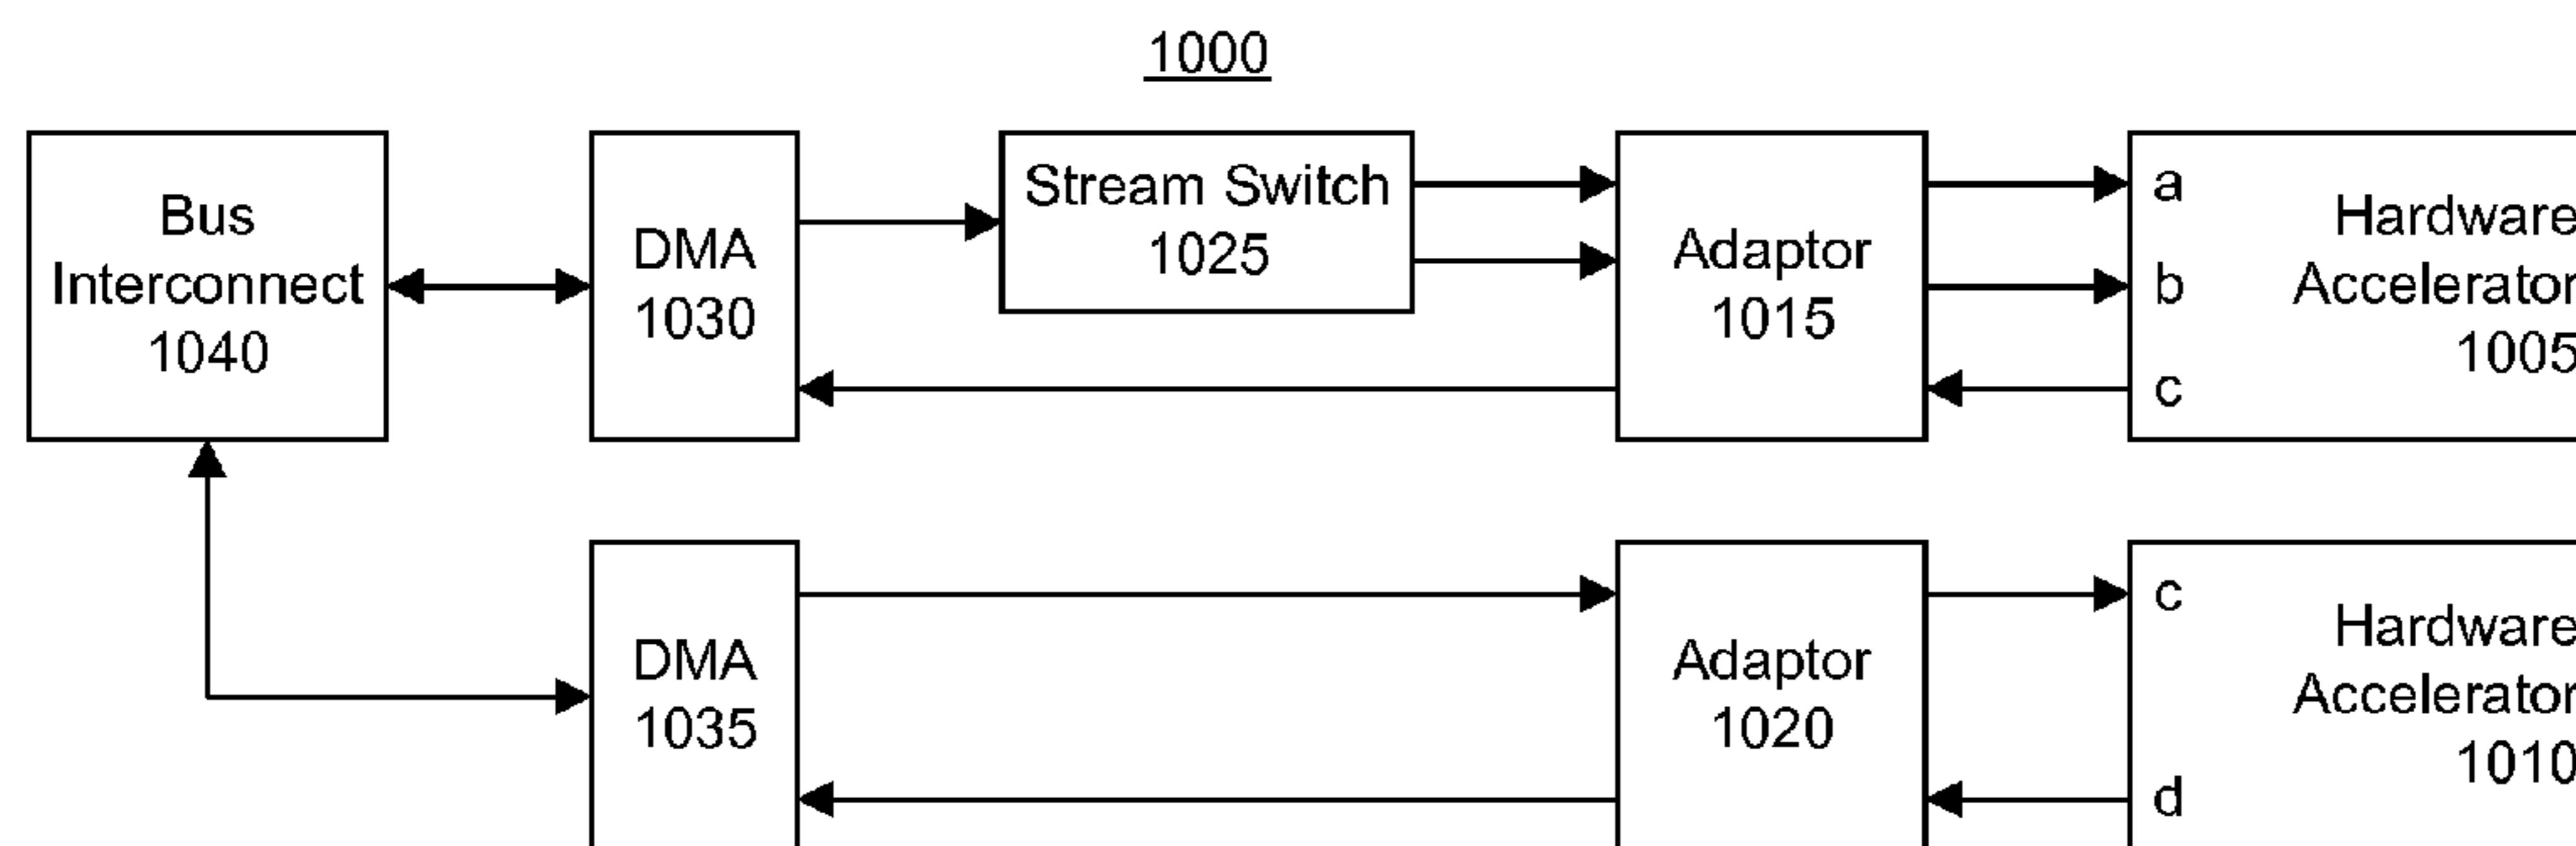 1000
Bus
Interconnect
1040
DMA
1030
Stream Switch
1025
Adaptor
1015
a
b
c
Hardware
Accelerator
1005
DMA
1035
Adaptor
1020
c
d
Hardware
Accelerator
1010